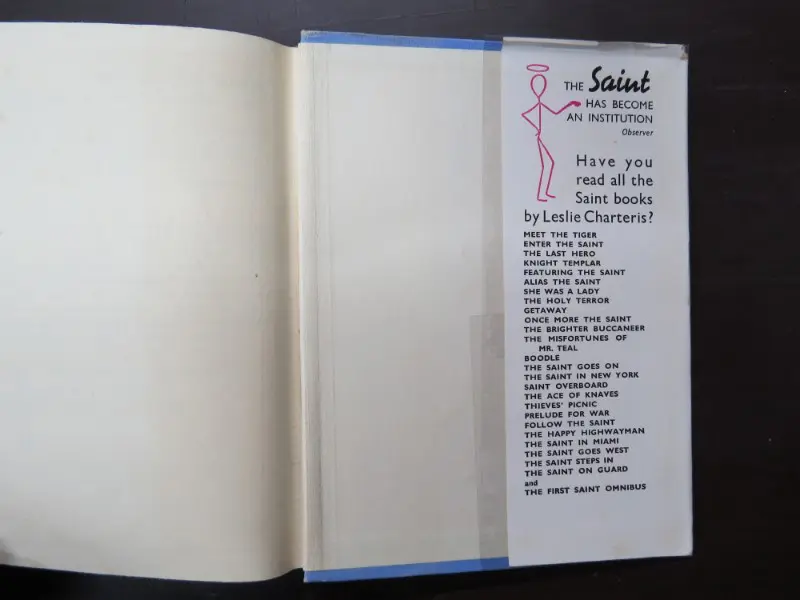 THE Saint
HAS BECOME
AN INSTITUTION
Observer
Have you
read all the
Saint books
by Leslie Charteris?
MEET THE TIGER
ENTER THE SAINT
THE LAST HERO
KNIGHT TEMPLAR
FEATURING THE SAINT
ALIAS THE SAINT
SHE WAS A LADY
THE HOLY TERROR
GETAWAY
ONCE MORE THE SAINT
THE BRIGHTER BUCCANEER
THE MISFORTUNES OF
MR. TEAL
BOODLE
THE SAINT GOES ON
THE SAINT IN NEW YORK
SAINT OVERBOARD
THE ACE OF KNAVES
THIEVES' PICNIC
PRELUDE FOR WAR
FOLLOW THE SAINT
THE HAPPY HIGHWAYMAN
THE SAINT IN MIAMI
THE SAINT GOES WEST
THE SAINT STEPS IN
THE SAINT ON GUARD
and
THE FIRST SAINT OMNIBUS